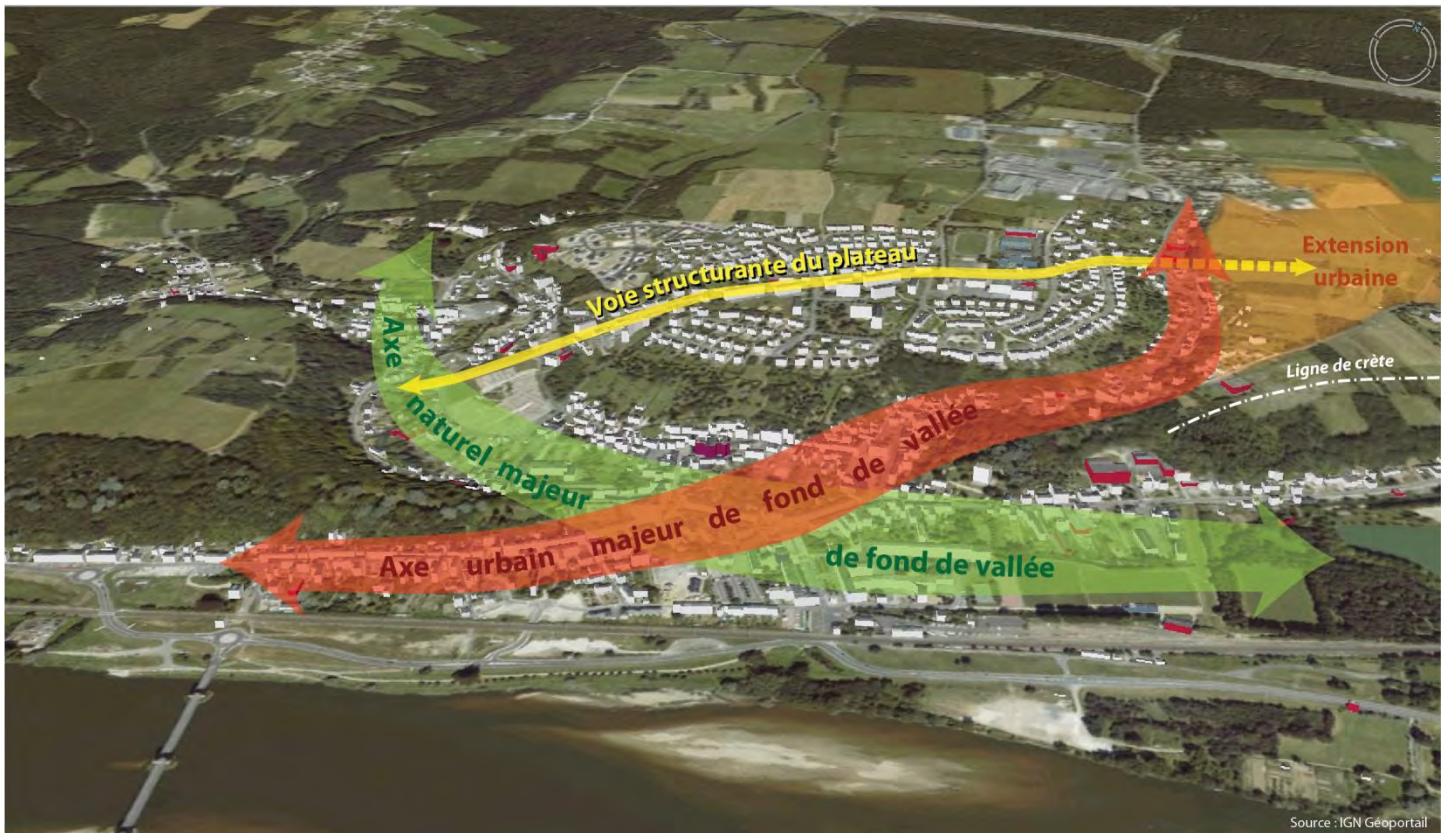 N
Extension
urbaine
Voie structurante du plateau
Ligne de crète
Axe
naturel majeur
de fond de vallée
Axe urbain majeur de fond de vallée
Source : IGN Géoportail